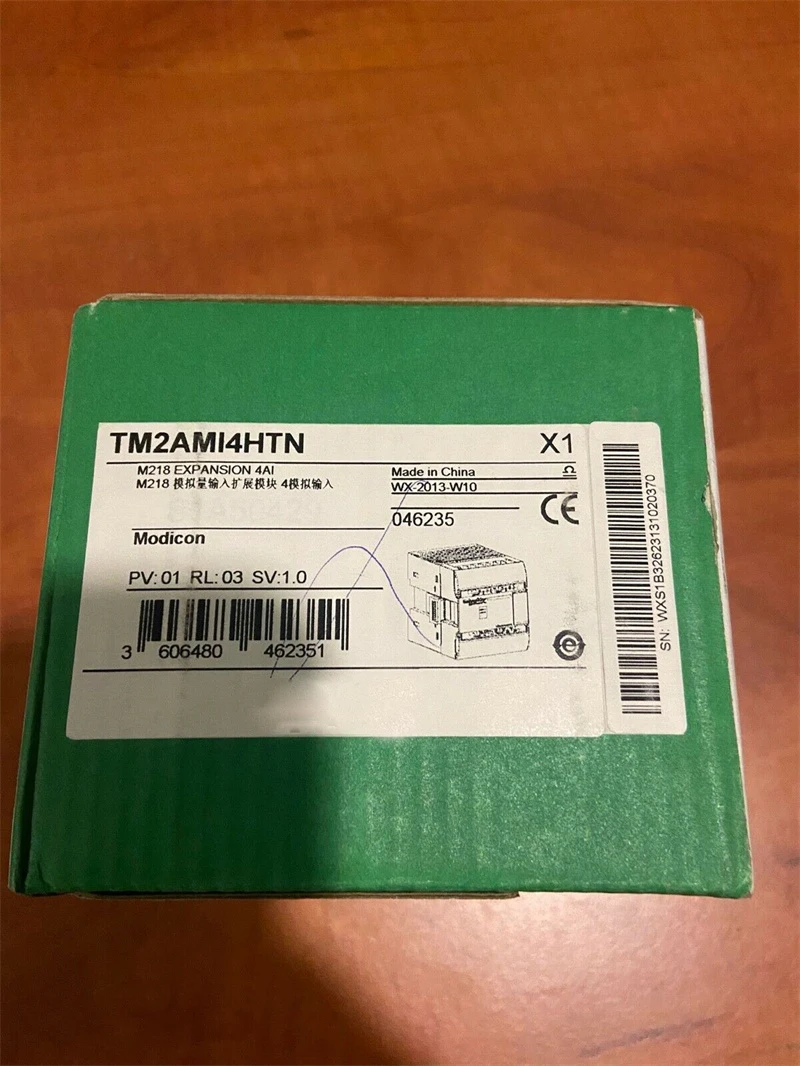 TM2AMI4HTN
X1
M218 EXPANSION 4AI
M218 模拟量输入扩展模块 4模拟输入
Made in China
WX-2013-W10
046235
CE
Modicon
PV: 01 RL: 03 SV:1.0
3 606480 462351
SN: WXS1B32623131020370